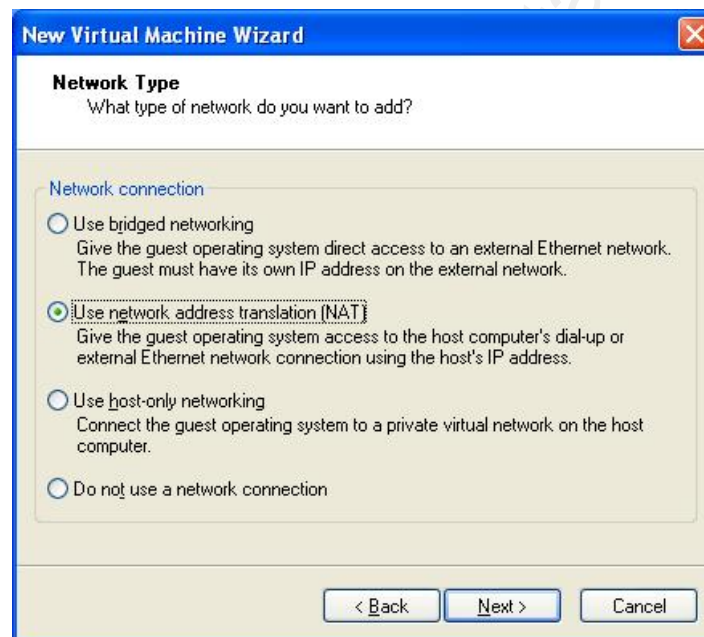 New Virtual Machine Wizard
Network Type
What type of network do you want to add?
Network connection
Use bridged networking
Give the guest operating system direct access to an external Ethernet network.
The guest must have its own IP address on the external network.
Use network address translation (NAT)
Give the guest operating system access to the host computer's dial-up or
external Ethernet network connection using the host's IP address.
Use host-only networking
Connect the guest operating system to a private virtual network on the host
computer.
Do not use a network connection
< Back
Next >
Cancel